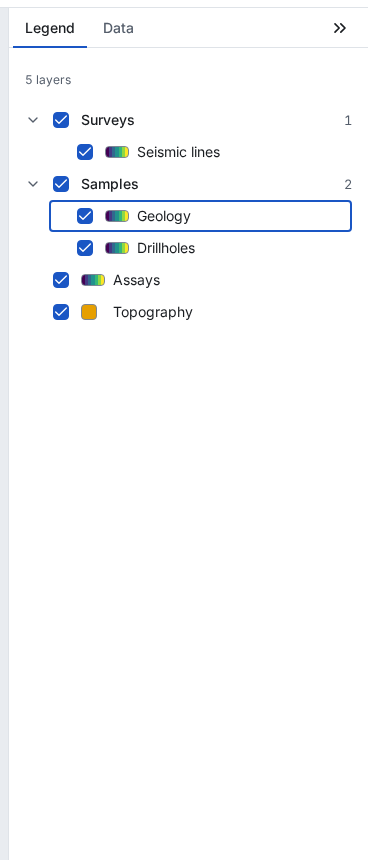 Legend Data
5 layers
Surveys 1
Seismic lines
Samples 2
Geology
Drillholes
Assays
Topography